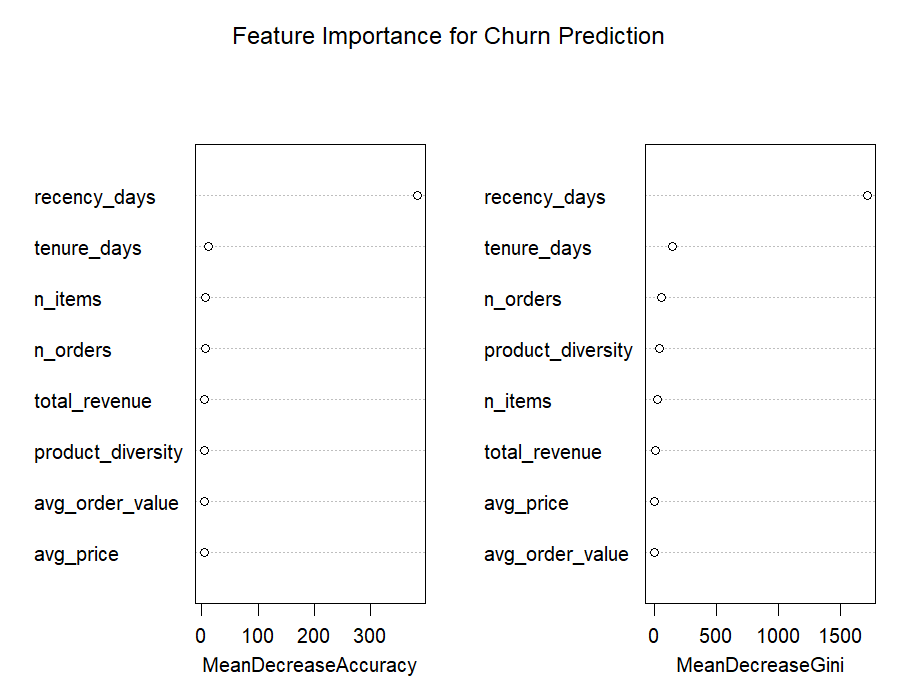 Feature Importance for Churn Prediction
recency_days
tenure_days
n_items
n_orders
total_revenue
product_diversity
avg_order_value
avg_price
0 100 200 300
MeanDecreaseAccuracy
recency_days
tenure_days
n_orders
product_diversity
n_items
total_revenue
avg_price
avg_order_value
0 500 1000 1500
MeanDecreaseGini